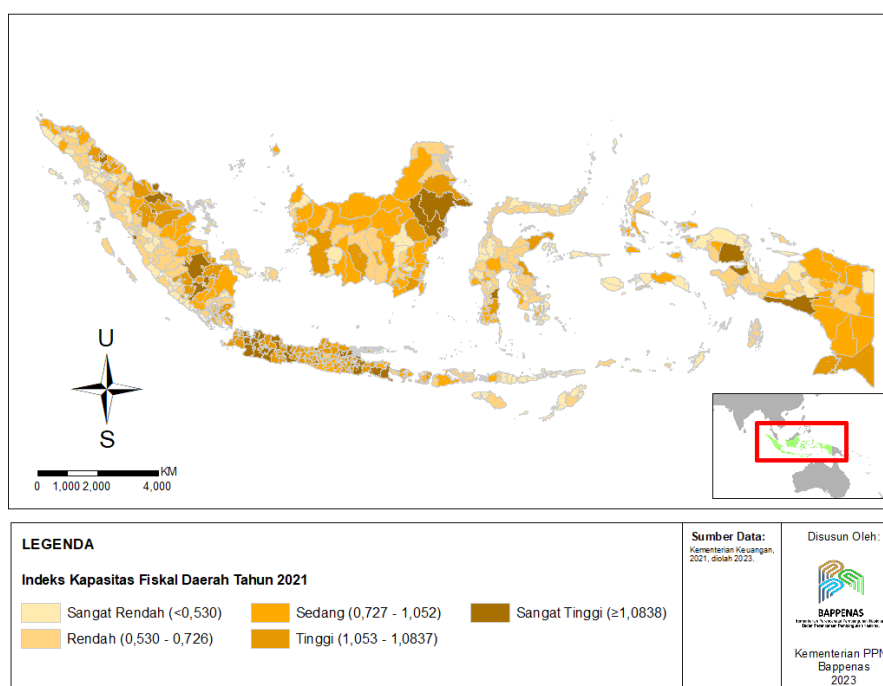 U
S
KM
0 1,000 2,000 4,000
LEGENDA
Indeks Kapasitas Fiskal Daerah Tahun 2021
Sangat Rendah (<0,530)
Rendah (0,530 - 0,726)
Sedang (0,727 - 1,052)
Tinggi (1,053 - 1,0837)
Sangat Tinggi (≥1,0838)
Sumber Data:
Kementerian Keuangan,
2021, diolah 2023.
Disusun Oleh:
BAPPENAS
Kementerian PPN
Bappenas
2023